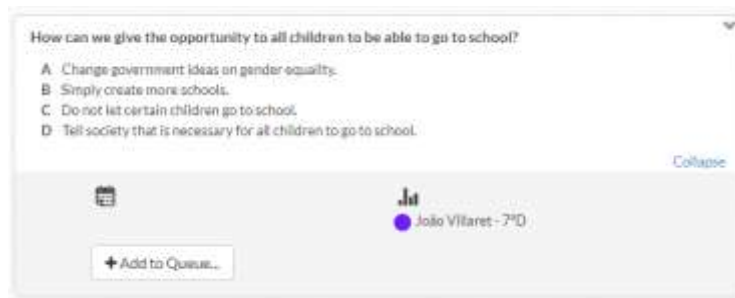 How can we give the opportunity to all children to be able to go to school?
A Change government ideas on gender equality.
B Simply create more schools.
C Do not let certain children go to school.
D Tell society that is necessary for all children to go to school.
Collapse
João Villaret - 7ºD
+ Add to Queue...